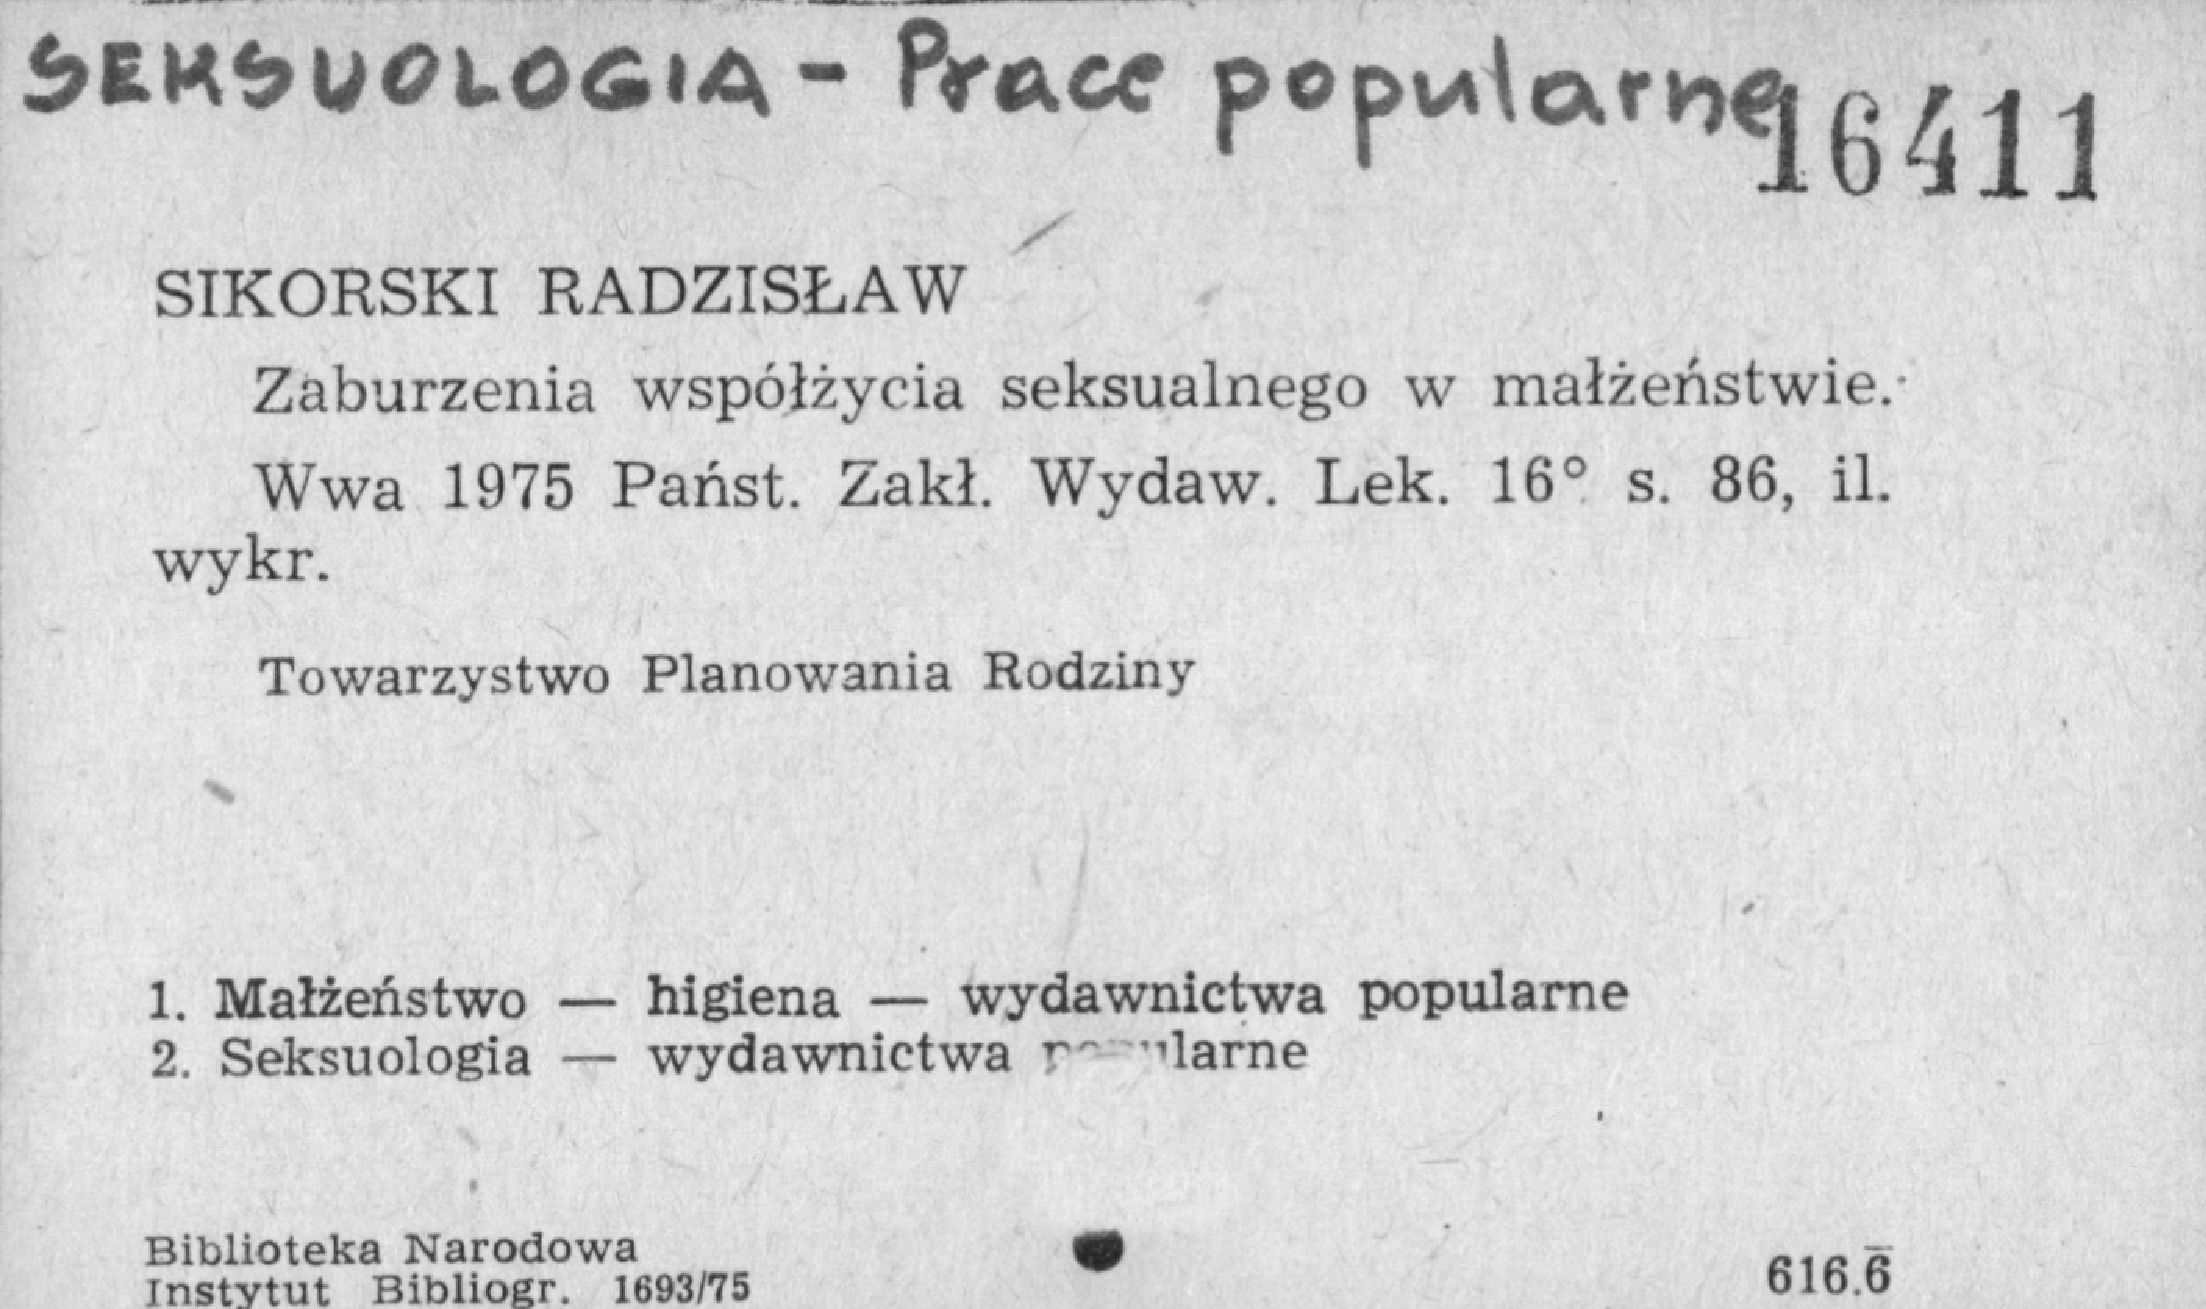 SEKSUOLOGIA - Prace popularne
16411
SIKORSKI RADZISŁAW
Zaburzenia współżycia seksualnego w małżeństwie.
Wwa 1975 Państ. Zakł. Wydaw. Lek. 16° s. 86, il.
wykr.
Towarzystwo Planowania Rodziny
1. Małżeństwo — higiena — wydawnictwa popularne
2. Seksuologia — wydawnictwa popularne
Biblioteka Narodowa
Instytut Bibliogr. 1693/75
616.6